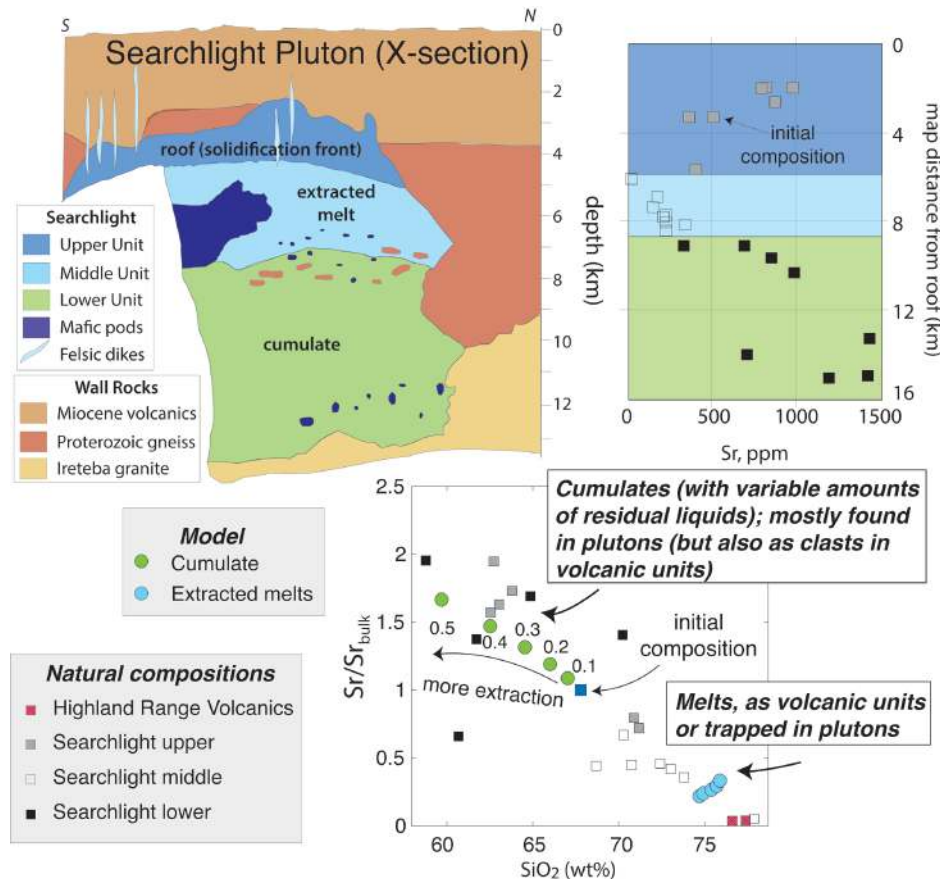 S
N
Searchlight Pluton (X-section)
0
2
4
6
8
10
12
depth (km)
roof (solidification front)
extracted
melt
cumulate
Searchlight
Upper Unit
Middle Unit
Lower Unit
Mafic pods
Felsic dikes
Wall Rocks
Miocene volcanics
Proterozoic gneiss
Ireteba granite
initial
composition
0
4
8
12
16
map distance from roof (km)
0
500
1000
1500
Sr, ppm
Model
Cumulate
Extracted melts
Natural compositions
Highland Range Volcanics
Searchlight upper
Searchlight middle
Searchlight lower
2.5
2
1.5
1
0.5
0
Sr/Srbulk
Cumulates (with variable amounts
of residual liquids); mostly found
in plutons (but also as clasts in
volcanic units)
0.5
0.4
0.3
0.2
0.1
more extraction
initial
composition
Melts, as volcanic units
or trapped in plutons
60
65
70
75
SiO2 (wt%)